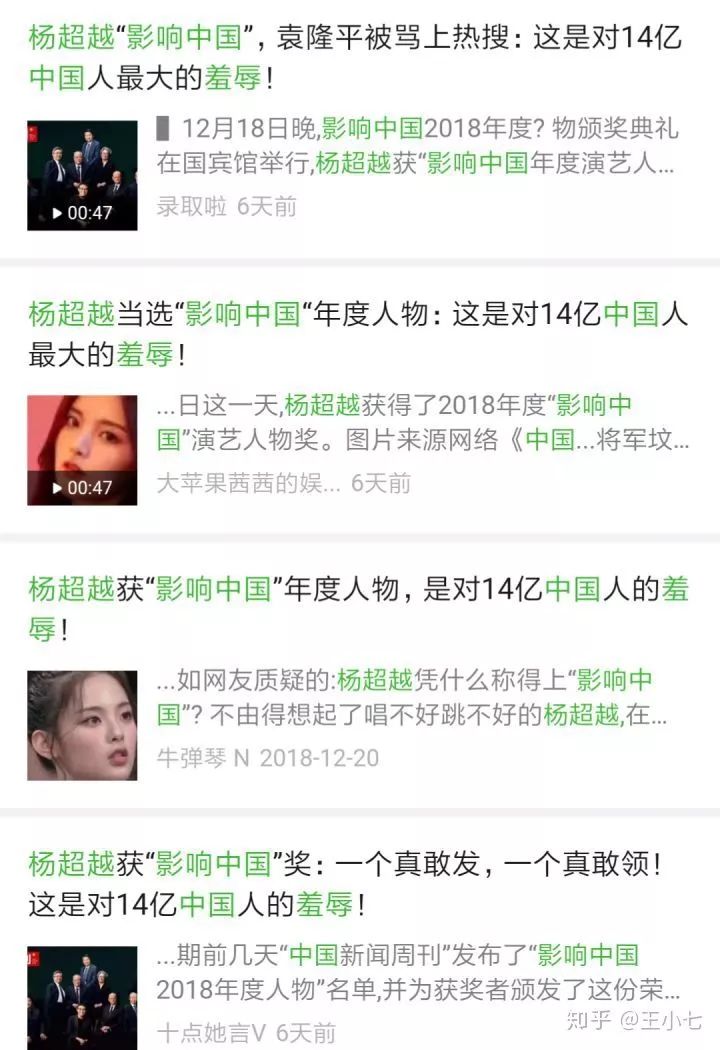 杨超越“影响中国”，袁隆平被骂上热搜：这是对14亿
中国人最大的羞辱！
▌12月18日晚,影响中国2018年度? 物颁奖典礼
在国宾馆举行,杨超越获“影响中国年度演艺人...
00:47
录取啦 6天前
杨超越当选“影响中国“年度人物：这是对14亿中国人
最大的羞辱！
...日这一天,杨超越获得了2018年度“影响中
国”演艺人物奖。图片来源网络《中国...将军坟...
00:47
大苹果茜茜的娱... 6天前
杨超越获“影响中国”年度人物，是对14亿中国人的羞
辱！
...如网友质疑的:杨超越凭什么称得上“影响中
国”? 不由得想起了唱不好跳不好的杨超越,在...
牛弹琴 N 2018-12-20
杨超越获“影响中国”奖：一个真敢发，一个真敢领！
这是对14亿中国人的羞辱！
...期前几天“中国新闻周刊”发布了“影响中国
2018年度人物”名单,并为获奖者颁发了这份荣...
十点她言V 6天前
知乎 @王小七